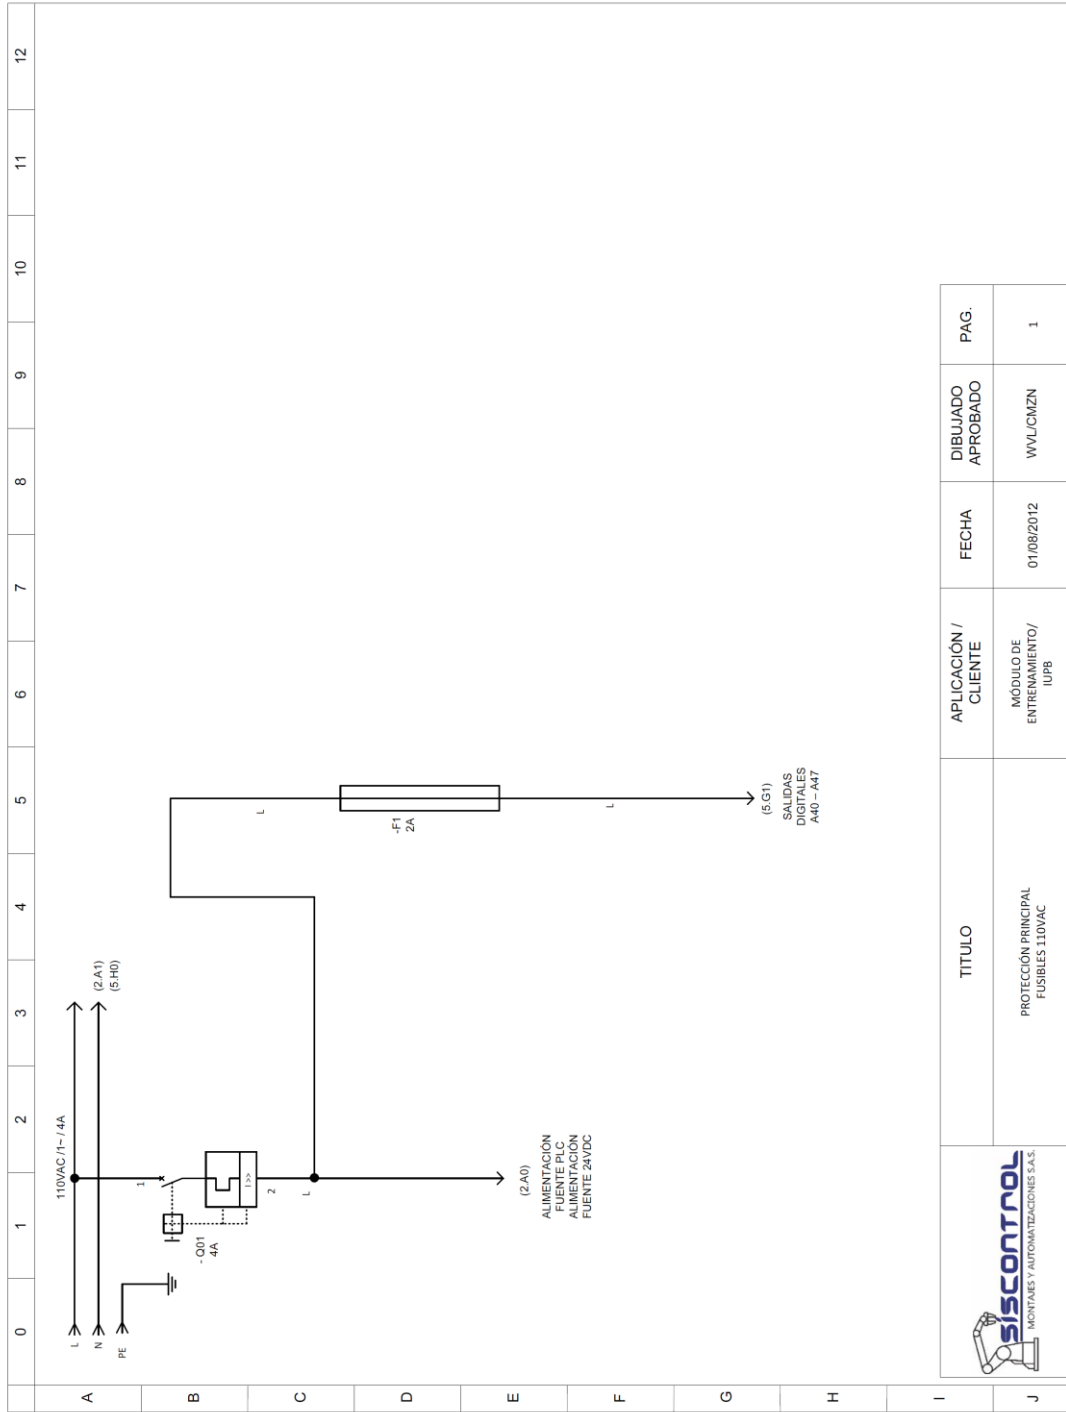 0 1 2 3 4 5 6 7 8 9 10 11 12
A
B
C
D
E
F
G
H
I
J
L
N
PE
110VAC /1~ / 4A
(2.A1)
(5.H0)
1
- Q01
4A
I >>
2
L
(2.A0)
ALIMENTACIÓN
FUENTE PLC
ALIMENTACIÓN
FUENTE 24VDC
L
-F1
2A
L
(5.G1)
SALIDAS
DIGITALES
A40 – A47
síscontrol
MONTAJES Y AUTOMATIZACIONES S.A.S.
TITULO
PROTECCIÓN PRINCIPAL
FUSIBLES 110VAC
APLICACIÓN /
CLIENTE
MÓDULO DE
ENTRENAMIENTO/
IUPB
FECHA
01/08/2012
DIBUJADO
APROBADO
WVL/CMZN
PAG.
1